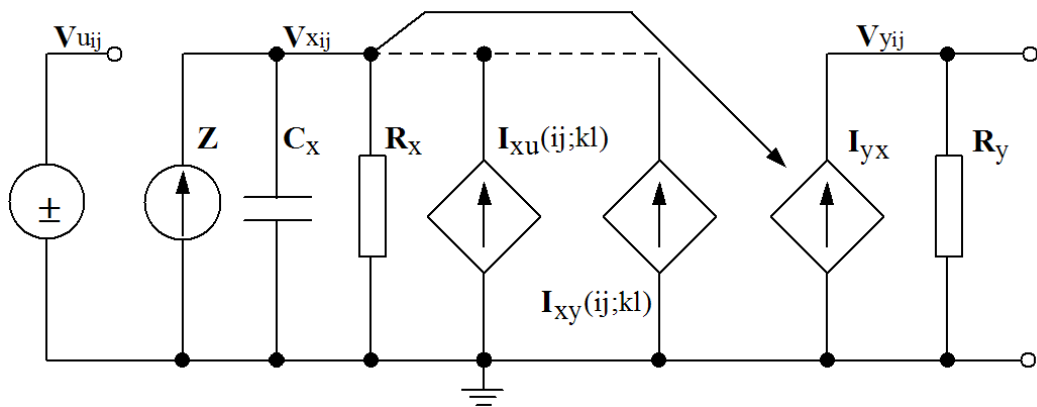 Vuij
Vxij
Vyij
Z
Cx
Rx
Ixu(ij;kl)
Iyx
Ry
±
Ixy(ij;kl)